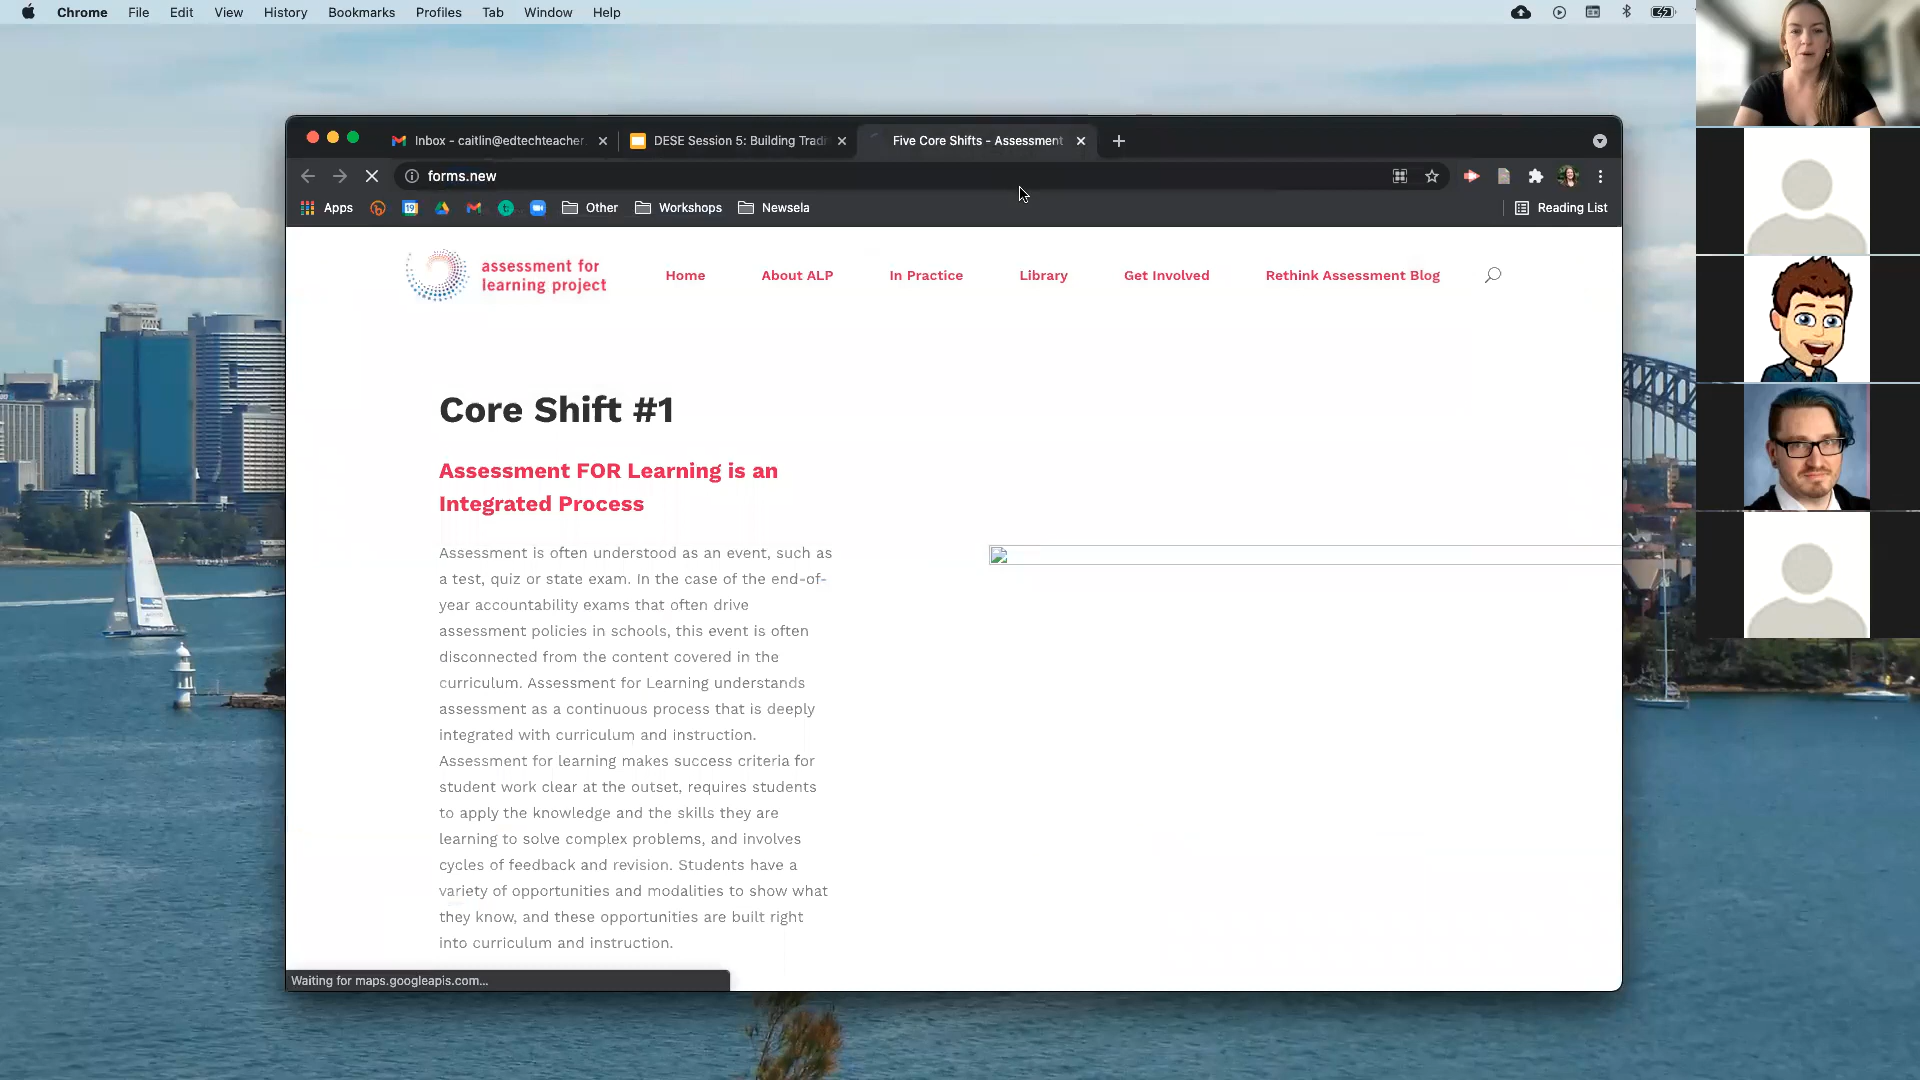 Chrome File Edit View History Bookmarks Profiles Tab Window Help
Inbox - caitlin@edtechteacher.
DESE Session 5: Building Tradi
Five Core Shifts - Assessment
forms.new
Apps
19
Other
Workshops
Newsela
Reading List
assessment for
learning project
Home
About ALP
In Practice
Library
Get Involved
Rethink Assessment Blog
Core Shift #1
Assessment FOR Learning is an
Integrated Process
Assessment is often understood as an event, such as
a test, quiz or state exam. In the case of the end-of-
year accountability exams that often drive
assessment policies in schools, this event is often
disconnected from the content covered in the
curriculum. Assessment for Learning understands
assessment as a continuous process that is deeply
integrated with curriculum and instruction.
Assessment for learning makes success criteria for
student work clear at the outset, requires students
to apply the knowledge and the skills they are
learning to solve complex problems, and involves
cycles of feedback and revision. Students have a
variety of opportunities and modalities to show what
they know, and these opportunities are built right
into curriculum and instruction.
Waiting for maps.googleapis.com...